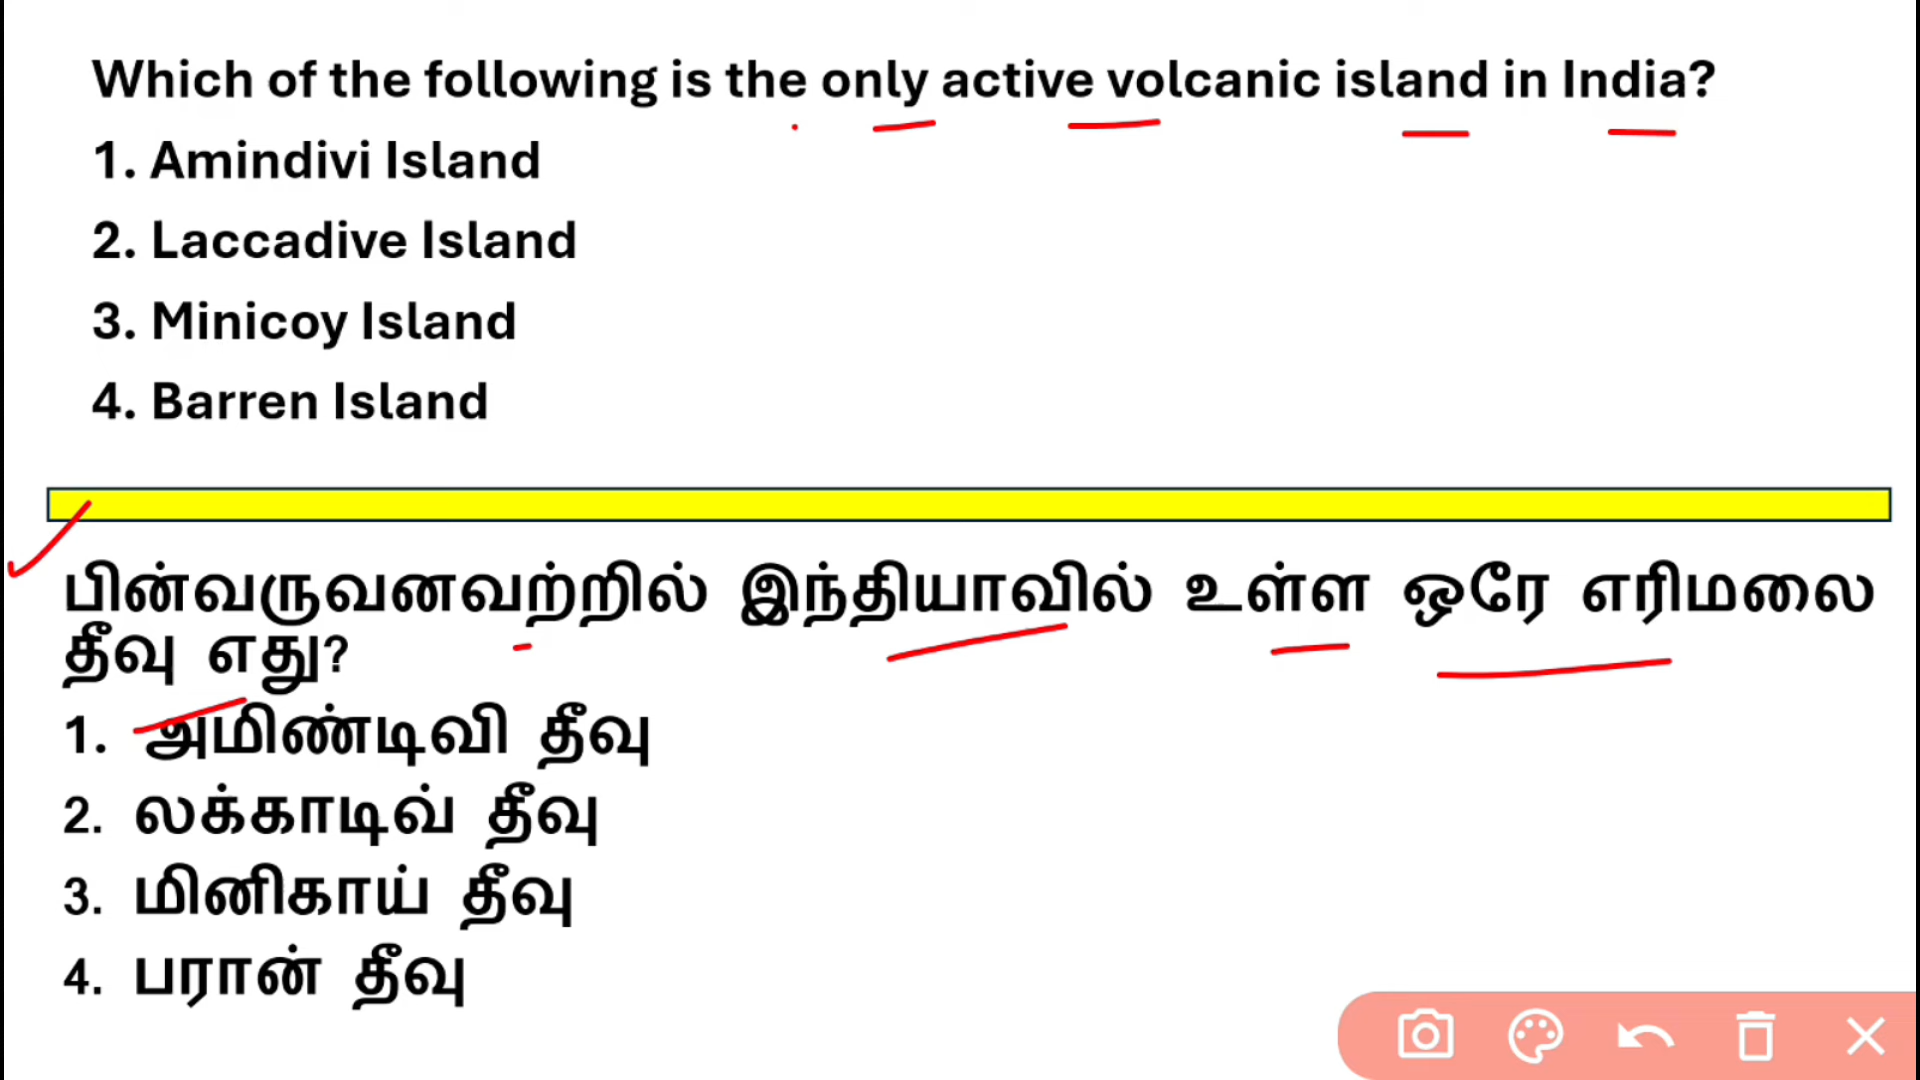 Which of the following is the only active volcanic island in India?
1. Amindivi Island
2. Laccadive Island
3. Minicoy Island
4. Barren Island
பின்வருவனவற்றில் இந்தியாவில் உள்ள ஒரே எரிமலை
தீவு எது?
1. அமிண்டிவி தீவு
2. லக்காடிவ் தீவு
3. மினிகாய் தீவு
4. பரான் தீவு